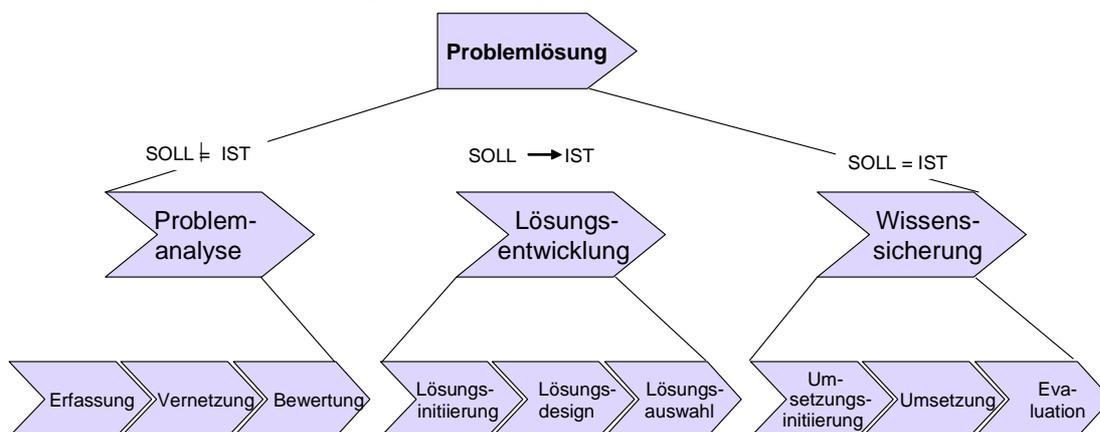 Problemlösung
SOLL ≠ IST
SOLL → IST
SOLL = IST
Problem-
analyse
Lösungs-
entwicklung
Wissens-
sicherung
Erfassung
Vernetzung
Bewertung
Lösungs-
initiierung
Lösungs-
design
Lösungs-
auswahl
Um-
setzungs-
initiierung
Umsetzung
Eva-
luation